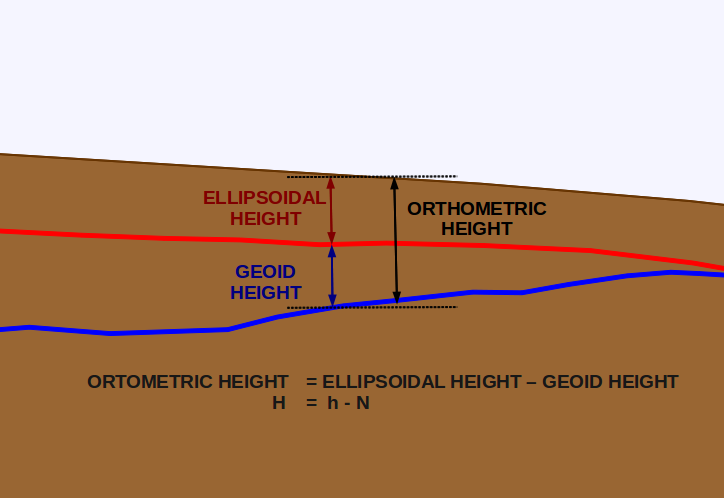 ELLIPSOIDAL
HEIGHT
ORTHOMETRIC
HEIGHT
GEOID
HEIGHT
ORTOMETRIC HEIGHT = ELLIPSOIDAL HEIGHT – GEOID HEIGHT
H = h - N